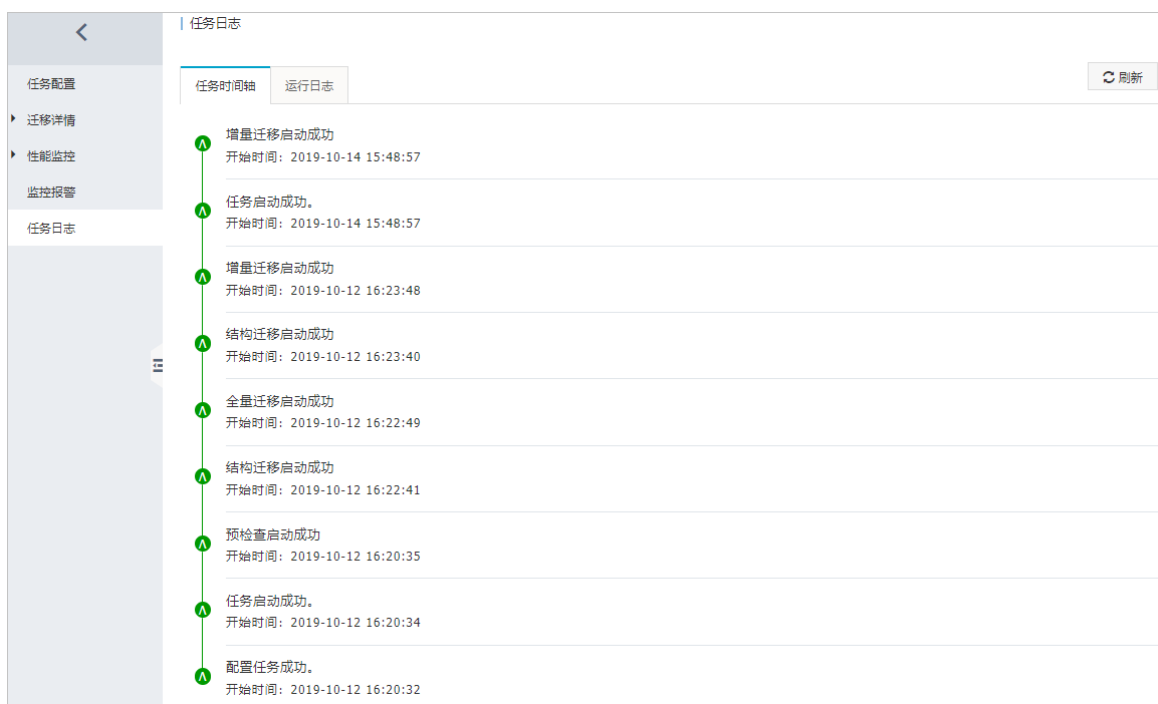 任务日志
任务配置
迁移详情
性能监控
监控报警
任务日志
任务时间轴
运行日志
刷新
增量迁移启动成功
开始时间：2019-10-14 15:48:57
任务启动成功。
开始时间：2019-10-14 15:48:57
增量迁移启动成功
开始时间：2019-10-12 16:23:48
结构迁移启动成功
开始时间：2019-10-12 16:23:40
全量迁移启动成功
开始时间：2019-10-12 16:22:49
结构迁移启动成功
开始时间：2019-10-12 16:22:41
预检查启动成功
开始时间：2019-10-12 16:20:35
任务启动成功。
开始时间：2019-10-12 16:20:34
配置任务成功。
开始时间：2019-10-12 16:20:32